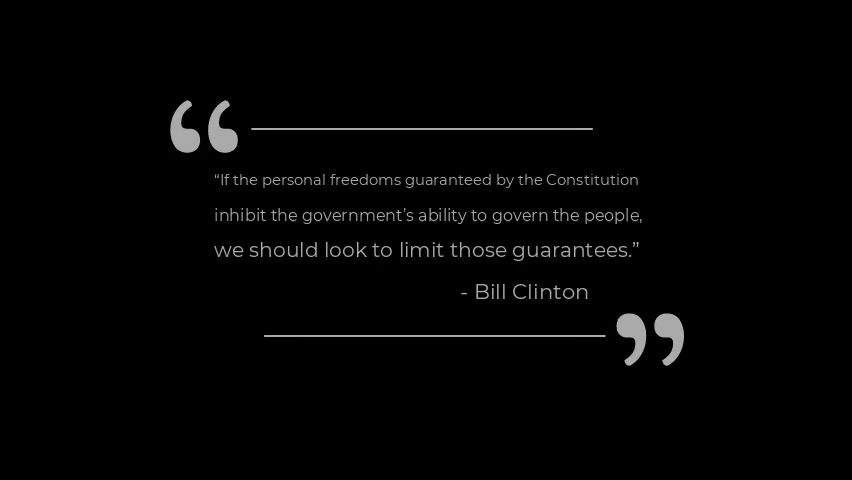 “If the personal freedoms guaranteed by the Constitution
inhibit the government’s ability to govern the people,
we should look to limit those guarantees.”
- Bill Clinton